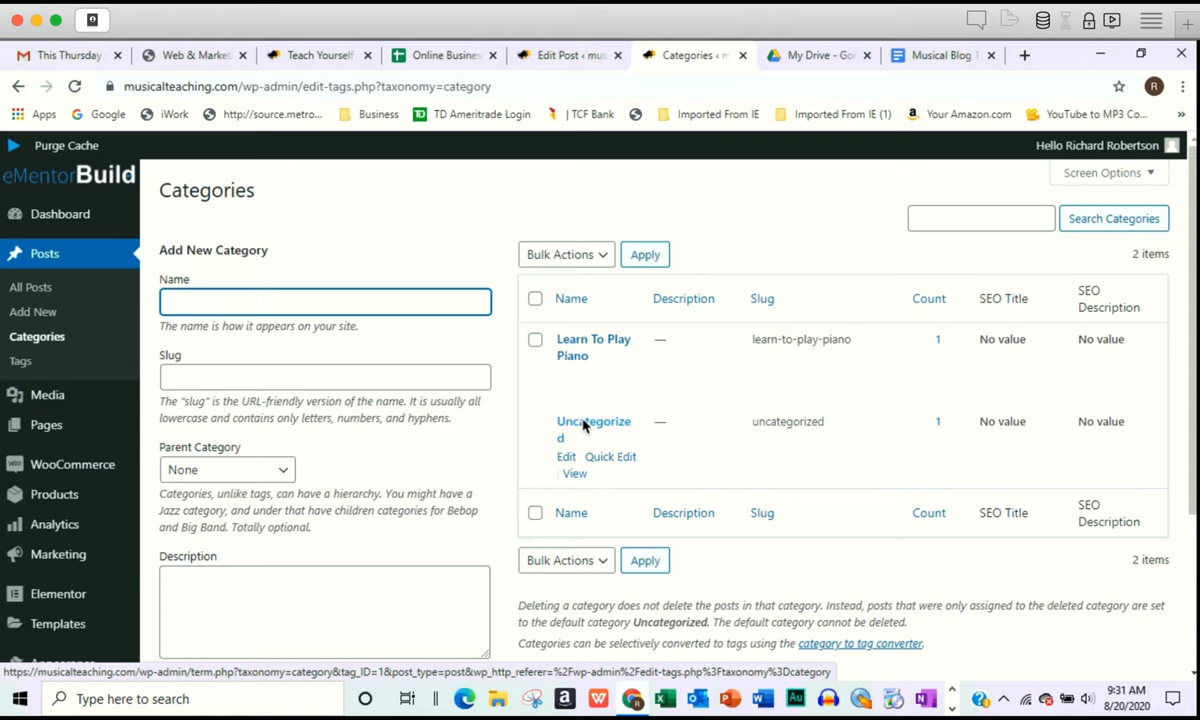 This Thursday
Web & Market
Teach Yourself
Online Busines
Edit Post ‹ mus
Categories ‹ m
My Drive - Goo
Musical Blog 1
musicalteaching.com/wp-admin/edit-tags.php?taxonomy=category
R
Apps
Google
iWork
http://source.metro...
Business
TD Ameritrade Login
| TCF Bank
Imported From IE
Imported From IE (1)
Your Amazon.com
YouTube to MP3 Co...
»
Purge Cache
Hello Richard Robertson
eMentorBuild
Screen Options
Categories
Dashboard
Search Categories
Posts
Add New Category
Bulk Actions
Apply
2 items
Name
All Posts
Add New
The name is how it appears on your site.
Categories
Tags
Slug
The "slug" is the URL-friendly version of the name. It is usually all
lowercase and contains only letters, numbers, and hyphens.
Media
Pages
WooCommerce
Products
Analytics
Marketing
Elementor
Templates
Appearance
Parent Category
None
Categories, unlike tags, can have a hierarchy. You might have a
Jazz category, and under that have children categories for Bebop
and Big Band. Totally optional.
Description
Name Description Slug Count SEO Title SEO
Description
Learn To Play
Piano
— learn-to-play-piano 1 No value No value
Uncategorize
d
— uncategorized 1 No value No value
Edit Quick Edit
| View
Name Description Slug Count SEO Title SEO
Description
Bulk Actions
Apply
2 items
Deleting a category does not delete the posts in that category. Instead, posts that were only assigned to the deleted category are set
to the default category Uncategorized. The default category cannot be deleted.
Categories can be selectively converted to tags using the category to tag converter.
https://musicalteaching.com/wp-admin/term.php?taxonomy=category&tag_ID=1&post_type=post&wp_http_referer=%2Fwp-admin%2Fedit-tags.php%3Ftaxonomy%3Dcategory
Type here to search
9:31 AM
8/20/2020